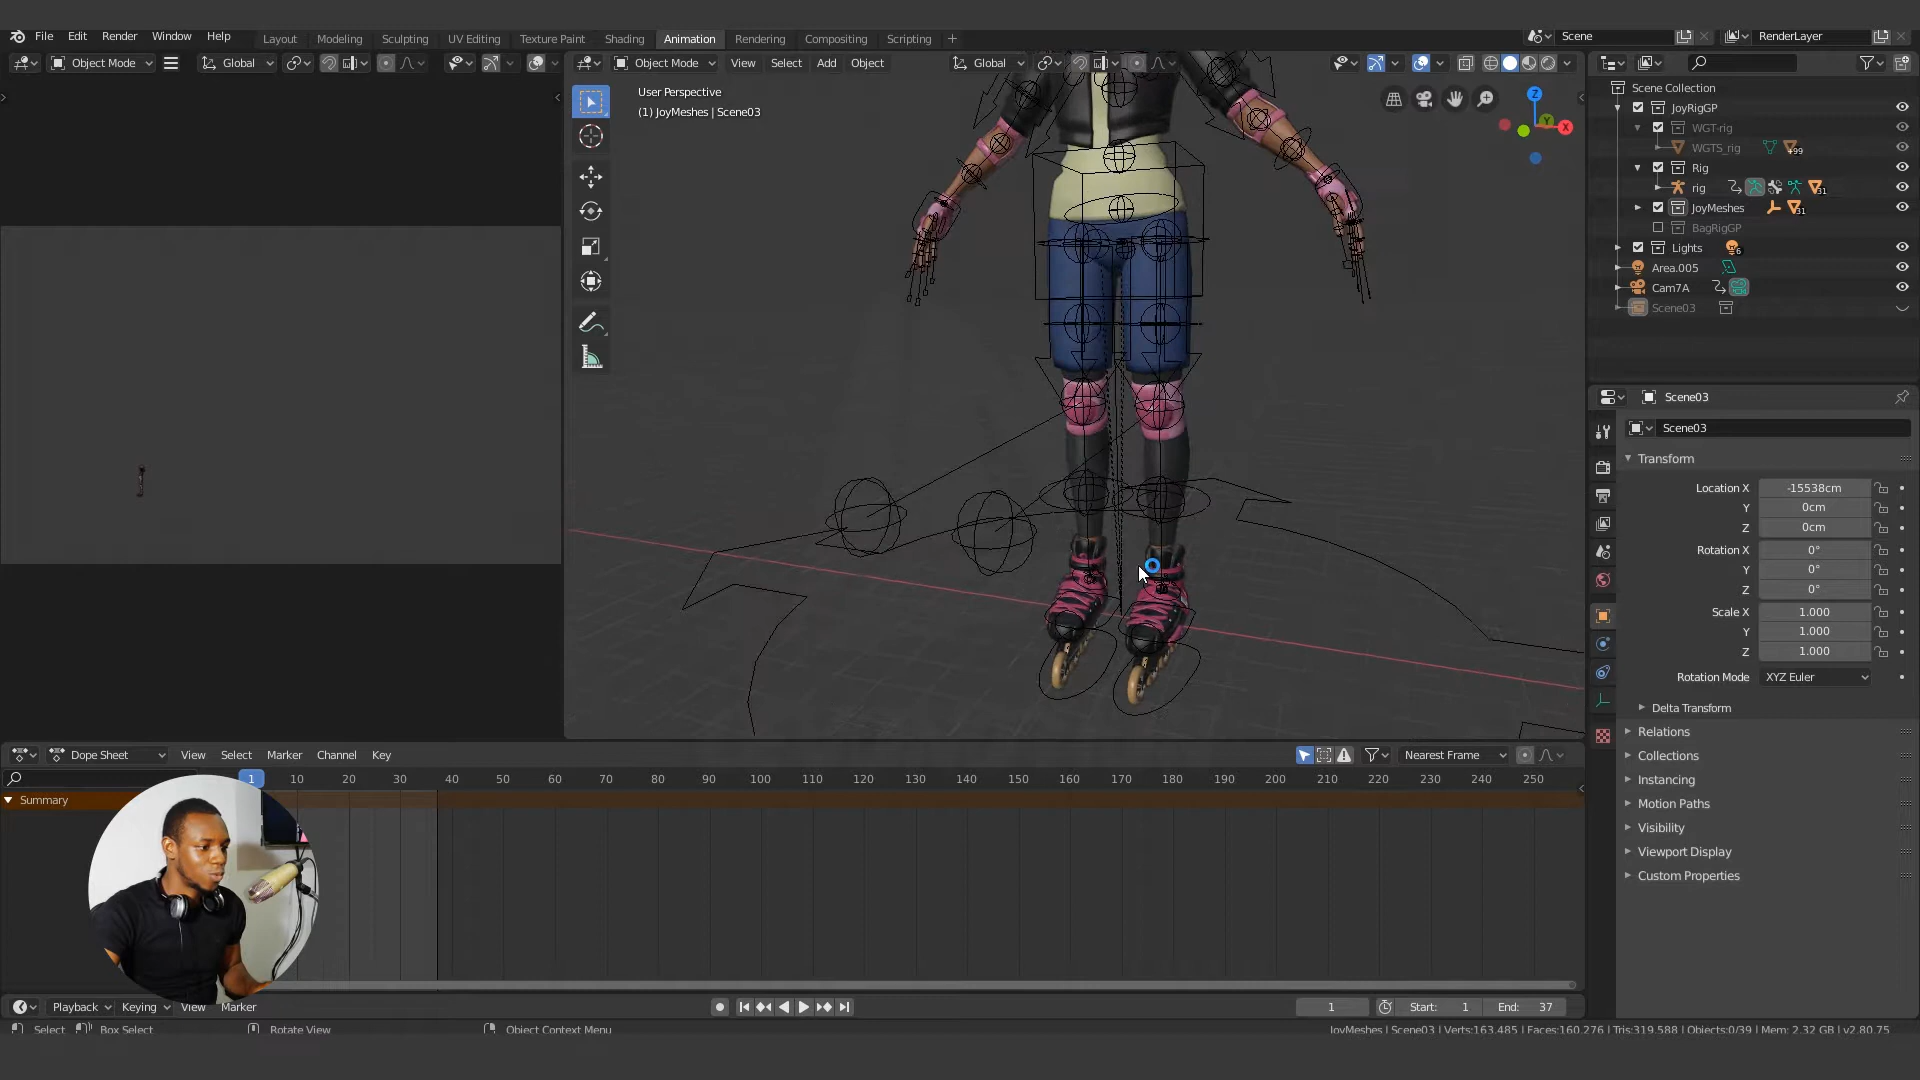 File Edit Render Window Help Layout Modeling Sculpting UV Editing Texture Paint Shading Animation Rendering Compositing Scripting + Scene RenderLayer
Object Mode Global Object Mode View Select Add Object Global
User Perspective
(1) JoyMeshes | Scene03
Z
Y
X
Scene Collection
JoyRigGP
WGT-rig
WGTS_rig +99
Rig
rig 31
JoyMeshes 31
BagRigGP
Lights 6
Area.005
Cam7A
Scene03
Scene03
Scene03
Transform
Location X -15538cm
Y 0cm
Z 0cm
Rotation X 0°
Y 0°
Z 0°
Scale X 1.000
Y 1.000
Z 1.000
Rotation Mode XYZ Euler
Delta Transform
Relations
Collections
Instancing
Motion Paths
Visibility
Viewport Display
Custom Properties
Dope Sheet View Select Marker Channel Key Nearest Frame
1 10 20 30 40 50 60 70 80 90 100 110 120 130 140 150 160 170 180 190 200 210 220 230 240 250
Summary
Playback Keying View Marker 1 Start: 1 End: 37
Select Box Select Rotate View Object Context Menu JoyMeshes | Scene03 | Verts:163,485 | Faces:160,276 | Tris:319,588 | Objects:0/39 | Mem: 2.32 GB | v2.80.75